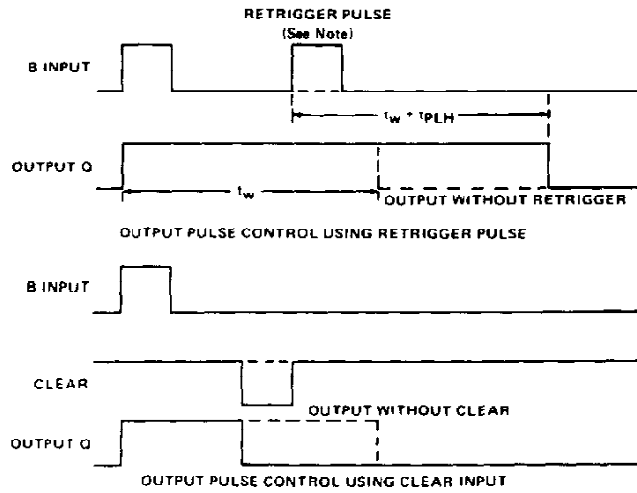 RETRIGGER PULSE
(See Note)
B INPUT
tw + tPLH
OUTPUT Q
tw
OUTPUT WITHOUT RETRIGGER
OUTPUT PULSE CONTROL USING RETRIGGER PULSE
B INPUT
CLEAR
OUTPUT WITHOUT CLEAR
OUTPUT Q
OUTPUT PULSE CONTROL USING CLEAR INPUT